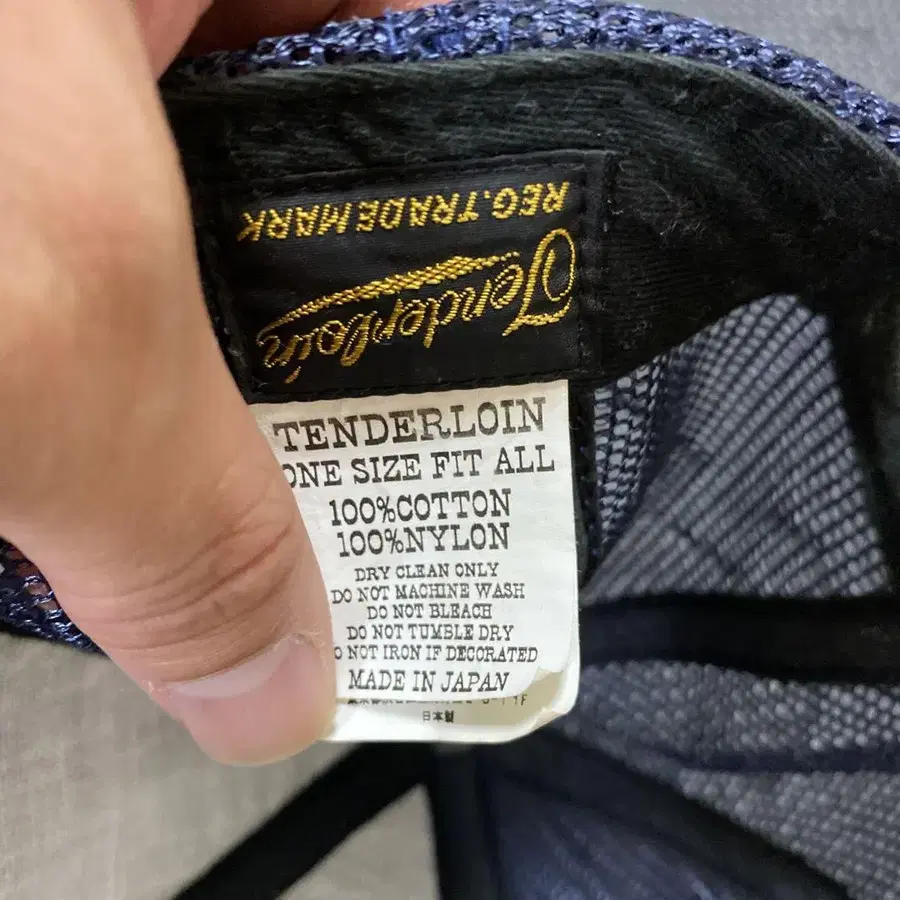 REG.TRADEMARK
Tenderloin
TENDERLOIN
ONE SIZE FIT ALL
100%COTTON
100%NYLON
DRY CLEAN ONLY
DO NOT MACHINE WASH
DO NOT BLEACH
DO NOT TUMBLE DRY
O NOT IRON IF DECORATED
MADE IN JAPAN
日本製